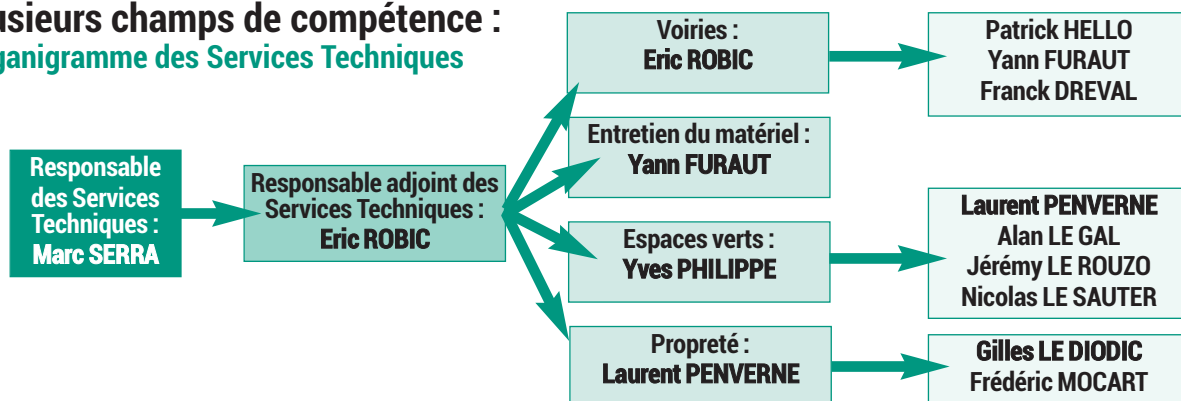 usieurs champs de compétence :
ganigramme des Services Techniques
Responsable
des Services
Techniques :
Marc SERRA
Responsable adjoint des
Services Techniques :
Eric ROBIC
Voiries :
Eric ROBIC
Patrick HELLO
Yann FURAUT
Franck DREVAL
Entretien du matériel :
Yann FURAUT
Espaces verts :
Yves PHILIPPE
Laurent PENVERNE
Alan LE GAL
Jérémy LE ROUZO
Nicolas LE SAUTER
Propreté :
Laurent PENVERNE
Gilles LE DIODIC
Frédéric MOCART